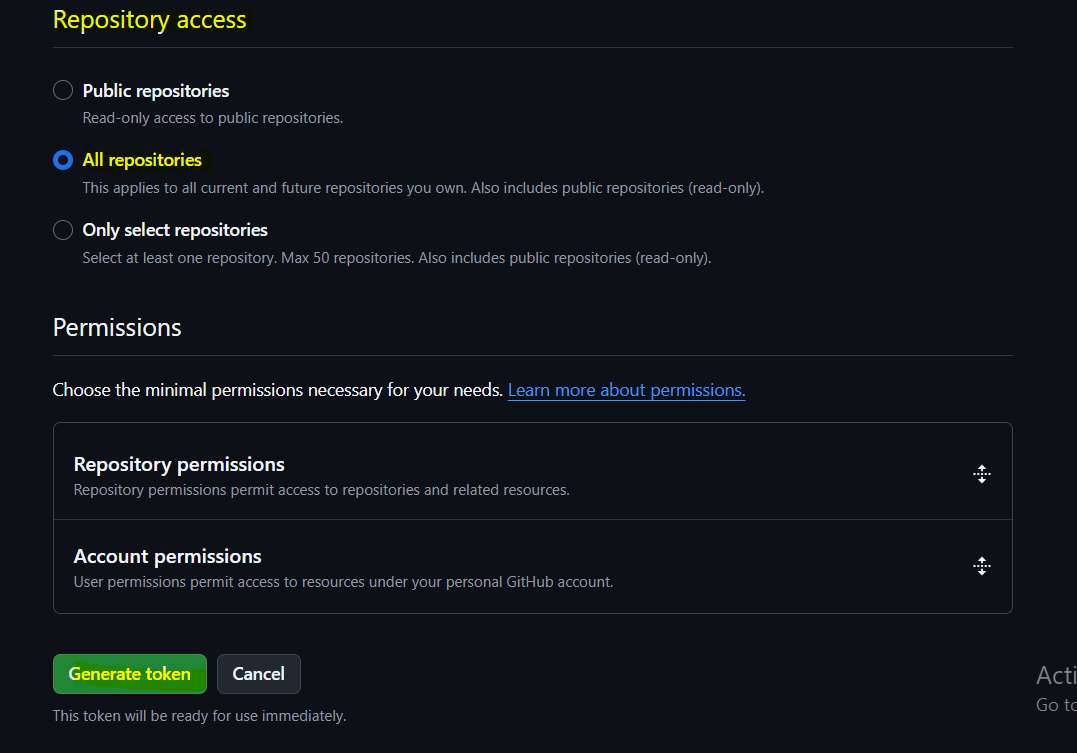 Repository access
Public repositories
Read-only access to public repositories.
All repositories
This applies to all current and future repositories you own. Also includes public repositories (read-only).
Only select repositories
Select at least one repository. Max 50 repositories. Also includes public repositories (read-only).
Permissions
Choose the minimal permissions necessary for your needs. Learn more about permissions.
Repository permissions
Repository permissions permit access to repositories and related resources.
Account permissions
User permissions permit access to resources under your personal GitHub account.
Generate token Cancel
This token will be ready for use immediately.
Acti
Go to